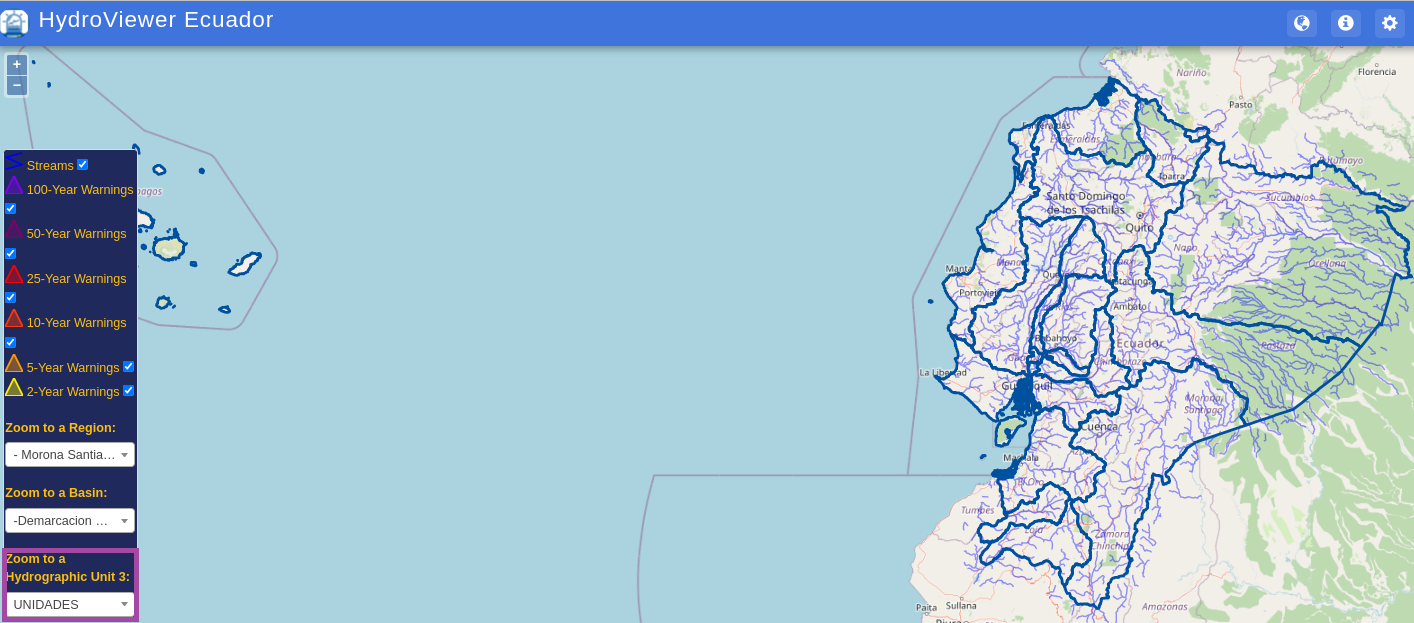 HydroViewer Ecuador
+
−
Streams
100-Year Warnings
50-Year Warnings
25-Year Warnings
10-Year Warnings
5-Year Warnings
2-Year Warnings
Zoom to a Region:
- Morona Santia…
Zoom to a Basin:
-Demarcacion …
Zoom to a
Hydrographic Unit 3:
UNIDADES
Nariño
Florencia
Pasto
Esmeraldas
Esmeraldas
Putumayo
Ibarra
Santo Domingo
de los Tsáchilas
Sucumbíos
Quito
Napo
Orellana
Manta
Portoviejo
Ambato
Babahoyo
Ecuador
Pastaza
Chimborazo
La Libertad
Morona
Santiago
Cuenca
Machala
El Oro
Tumbes
Loja
Zamora
Chinchipe
Paita
Sullana
Amazonas